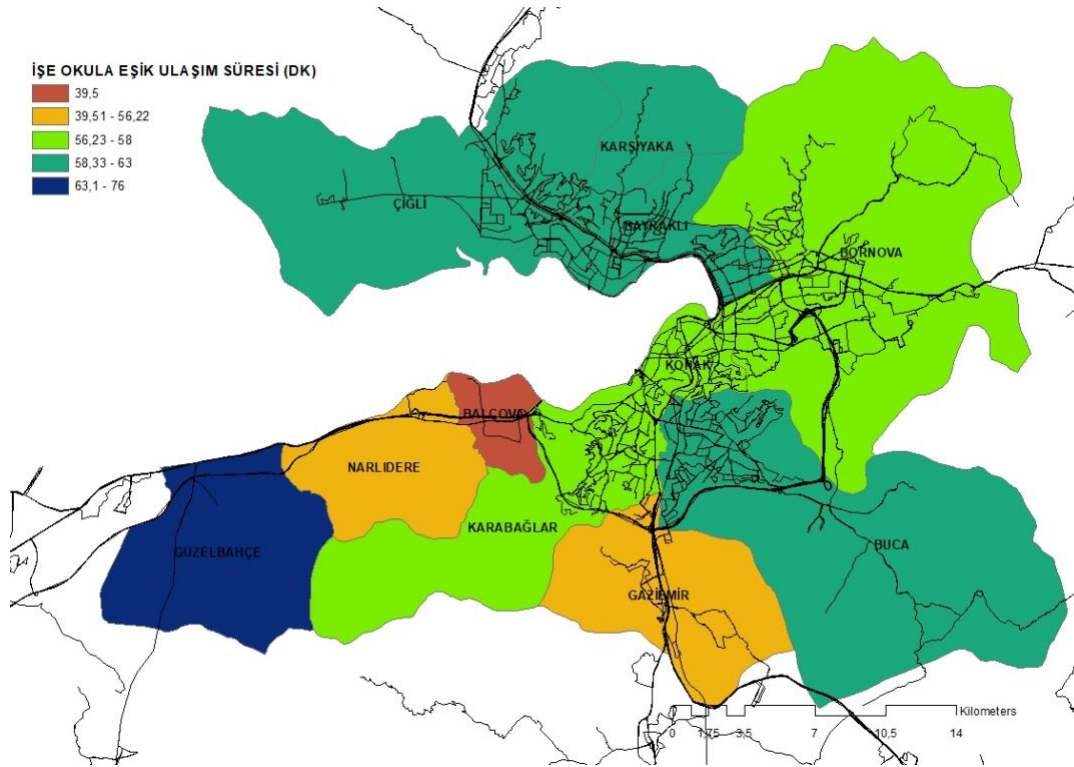 İŞE OKULA EŞİK ULAŞIM SÜRESİ (DK)
39,5
39,51 - 56,22
56,23 - 58
58,33 - 63
63,1 - 76
KARŞIYAKA
ÇİĞLİ
BAYRAKLI
BORNOVA
KONAK
BALÇOVA
NARLIDERE
KARABAĞLAR
GÜZELBAHÇE
BUCA
GAZİEMİR
Kilometers
0 1,75 3,5 7 10,5 14